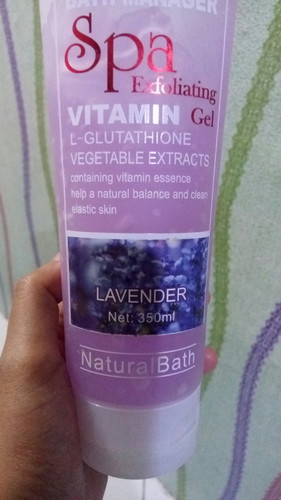 BATH MANAGER
Spa
Exfoliating
VITAMIN Gel
L-GLUTATHIONE
VEGETABLE EXTRACTS
containing vitamin essence
help a natural balance and clean
elastic skin
LAVENDER
Net: 350ml
NaturalBath